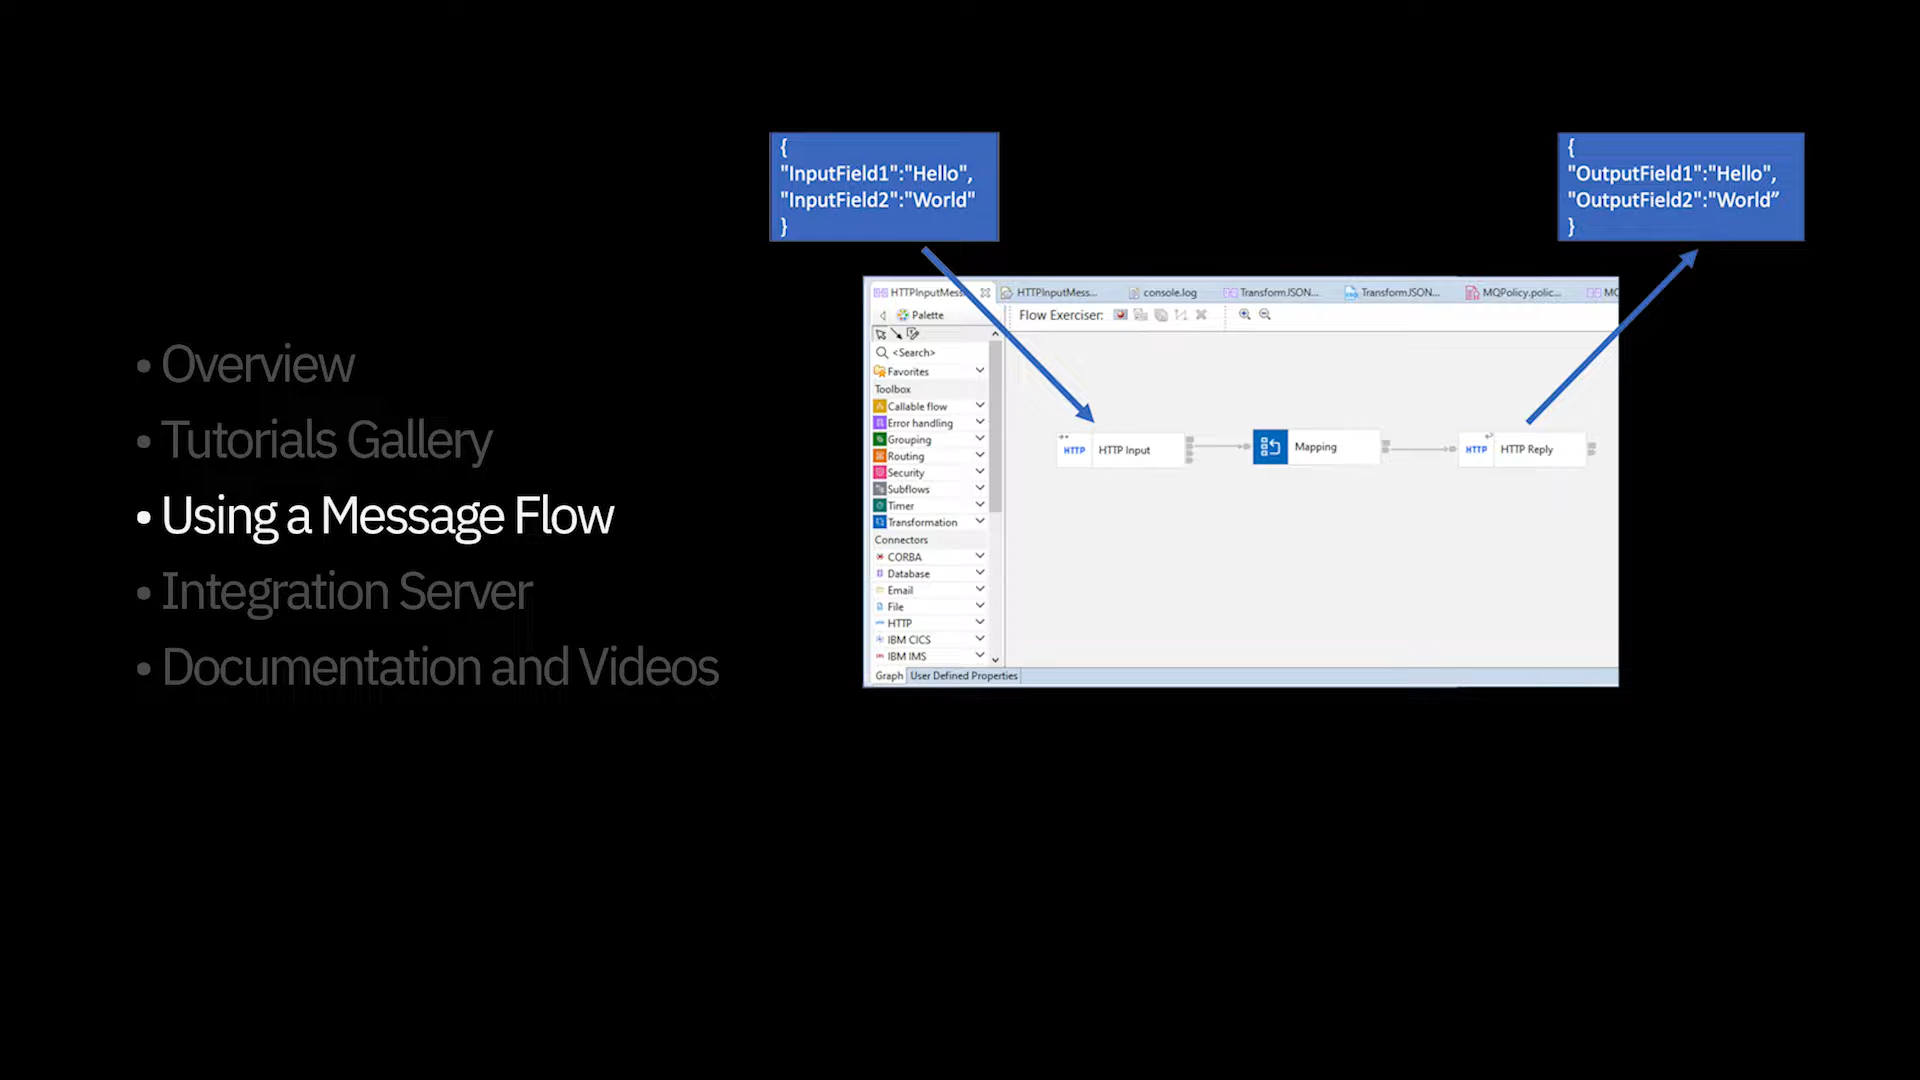 {
"InputField1":"Hello",
"InputField2":"World"
}
{
"OutputField1":"Hello",
"OutputField2":"World”
}
• Overview
• Tutorials Gallery
• Using a Message Flow
• Integration Server
• Documentation and Videos
HTTPInputMess
HTTPInputMess...
console.log
TransformJSON...
TransformJSON...
MQPolicy.polic...
Palette
Flow Exerciser:
<Search>
Favorites
Toolbox
Callable flow
Error handling
Grouping
Routing
Security
Subflows
Timer
Transformation
Connectors
CORBA
Database
Email
File
HTTP
IBM CICS
IBM IMS
HTTP HTTP Input
Mapping
HTTP HTTP Reply
Graph User Defined Properties